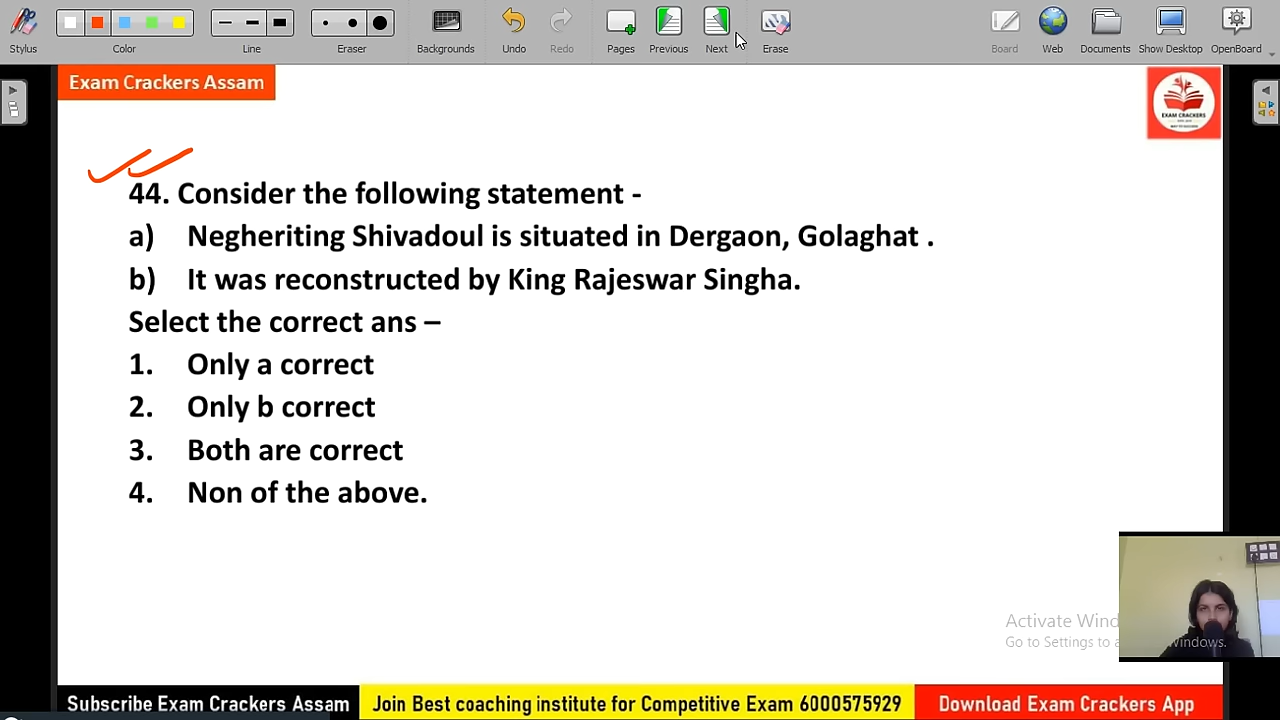 Stylus
Color
Line
Eraser
Backgrounds
Undo
Redo
Pages
Previous
Next
Erase
Board
Web
Documents
Show Desktop
OpenBoard
Exam Crackers Assam
EXAM CRACKERS
44. Consider the following statement -
a) Negheriting Shivadoul is situated in Dergaon, Golaghat .
b) It was reconstructed by King Rajeswar Singha.
Select the correct ans –
1. Only a correct
2. Only b correct
3. Both are correct
4. Non of the above.
Activate Wind
Go to Settings to a Windows.
Subscribe Exam Crackers Assam
Join Best coaching institute for Competitive Exam 6000575929
Download Exam Crackers App